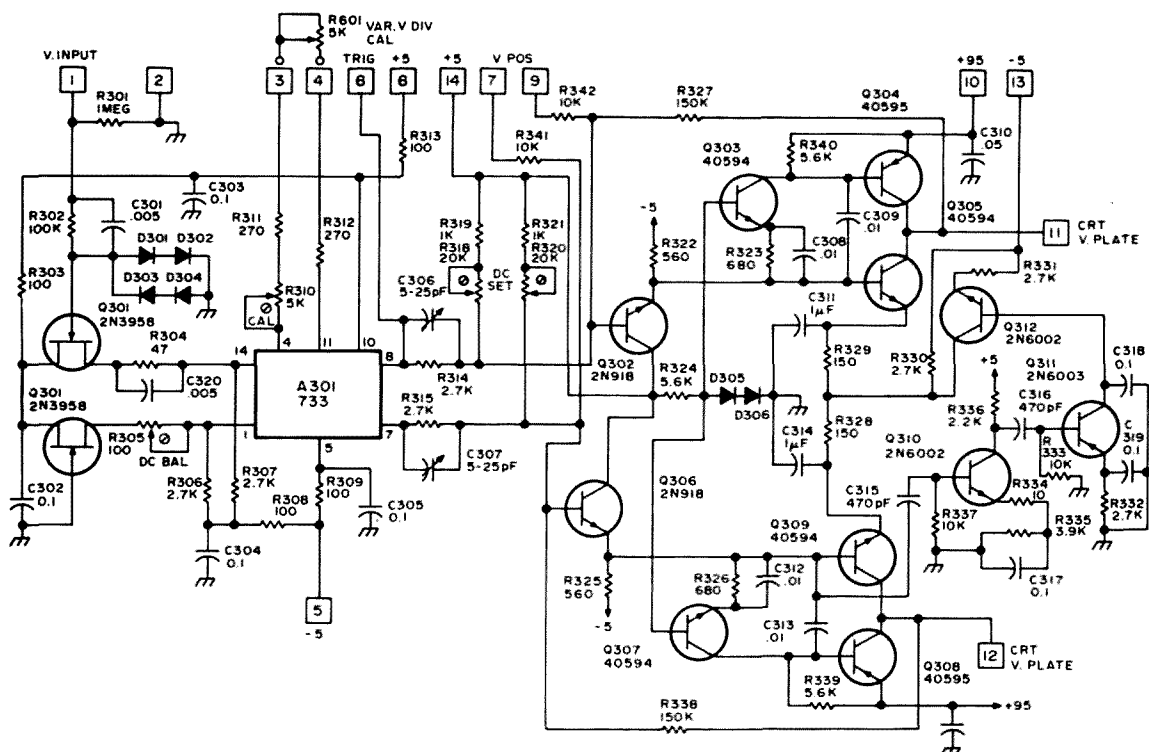 R601
5K
VAR. V DIV
CAL
V. INPUT
TRIG
+5
+5
V POS
+95
-5
1
2
3
4
6
6
14
7
9
10
13
R301
1MEG
R342
10K
R327
150K
Q304
40595
R313
100
R341
10K
Q303
40594
R340
5.6K
C310
.05
C303
0.1
C301
.005
R302
100K
R311
270
R312
270
R319
1K
R318
20K
R321
1K
R320
20K
-5
C309
.01
Q305
40594
11
CRT
V. PLATE
D301
D302
D303
D304
R303
100
R322
560
R323
680
C308
.01
R331
2.7K
Q301
2N3958
R310
5K
Ø
CAL
C306
5-25pF
Ø
DC
SET
Ø
C311
1µF
Q312
2N6002
R304
47
C320
.005
14
4
11
10
8
A301
733
1
5
7
R314
2.7K
Q302
2N918
R324
5.6K
D305
D306
R329
150
R330
2.7K
+5
Q311
2N6003
C318
0.1
Q301
2N3958
R305
100
Ø
DC BAL
R315
2.7K
R328
150
C314
1µF
R336
2.2K
C316
470pF
C
319
0.1
C307
5-25pF
Q310
2N6002
R
333
10K
C302
0.1
R306
2.7K
R307
2.7K
R308
100
R309
100
C305
0.1
Q306
2N918
C315
470pF
R334
10
R332
2.7K
R337
10K
R335
3.9K
C304
0.1
Q309
40594
C317
0.1
R325
560
R326
680
C312
.01
5
-5
-5
C313
.01
Q307
40594
Q308
40595
12
CRT
V. PLATE
R339
5.6K
R338
150K
+95